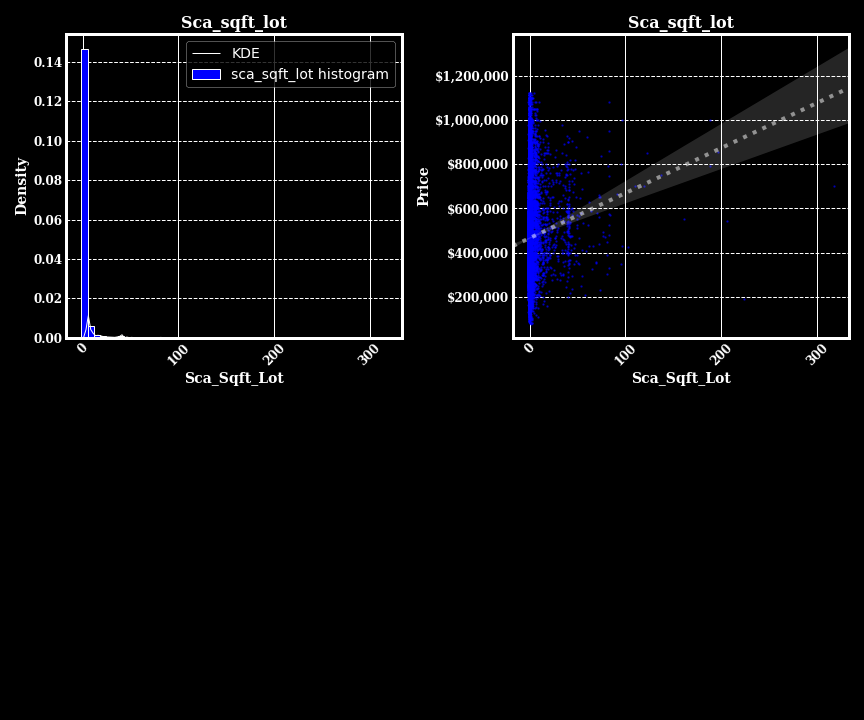 Sca_sqft_lot
KDE
sca_sqft_lot histogram
0.14
0.12
0.10
0.08
0.06
0.04
0.02
0.00
Density
0
100
200
300
Sca_Sqft_Lot
Sca_sqft_lot
$1,200,000
$1,000,000
$800,000
$600,000
$400,000
$200,000
Price
0
100
200
300
Sca_Sqft_Lot